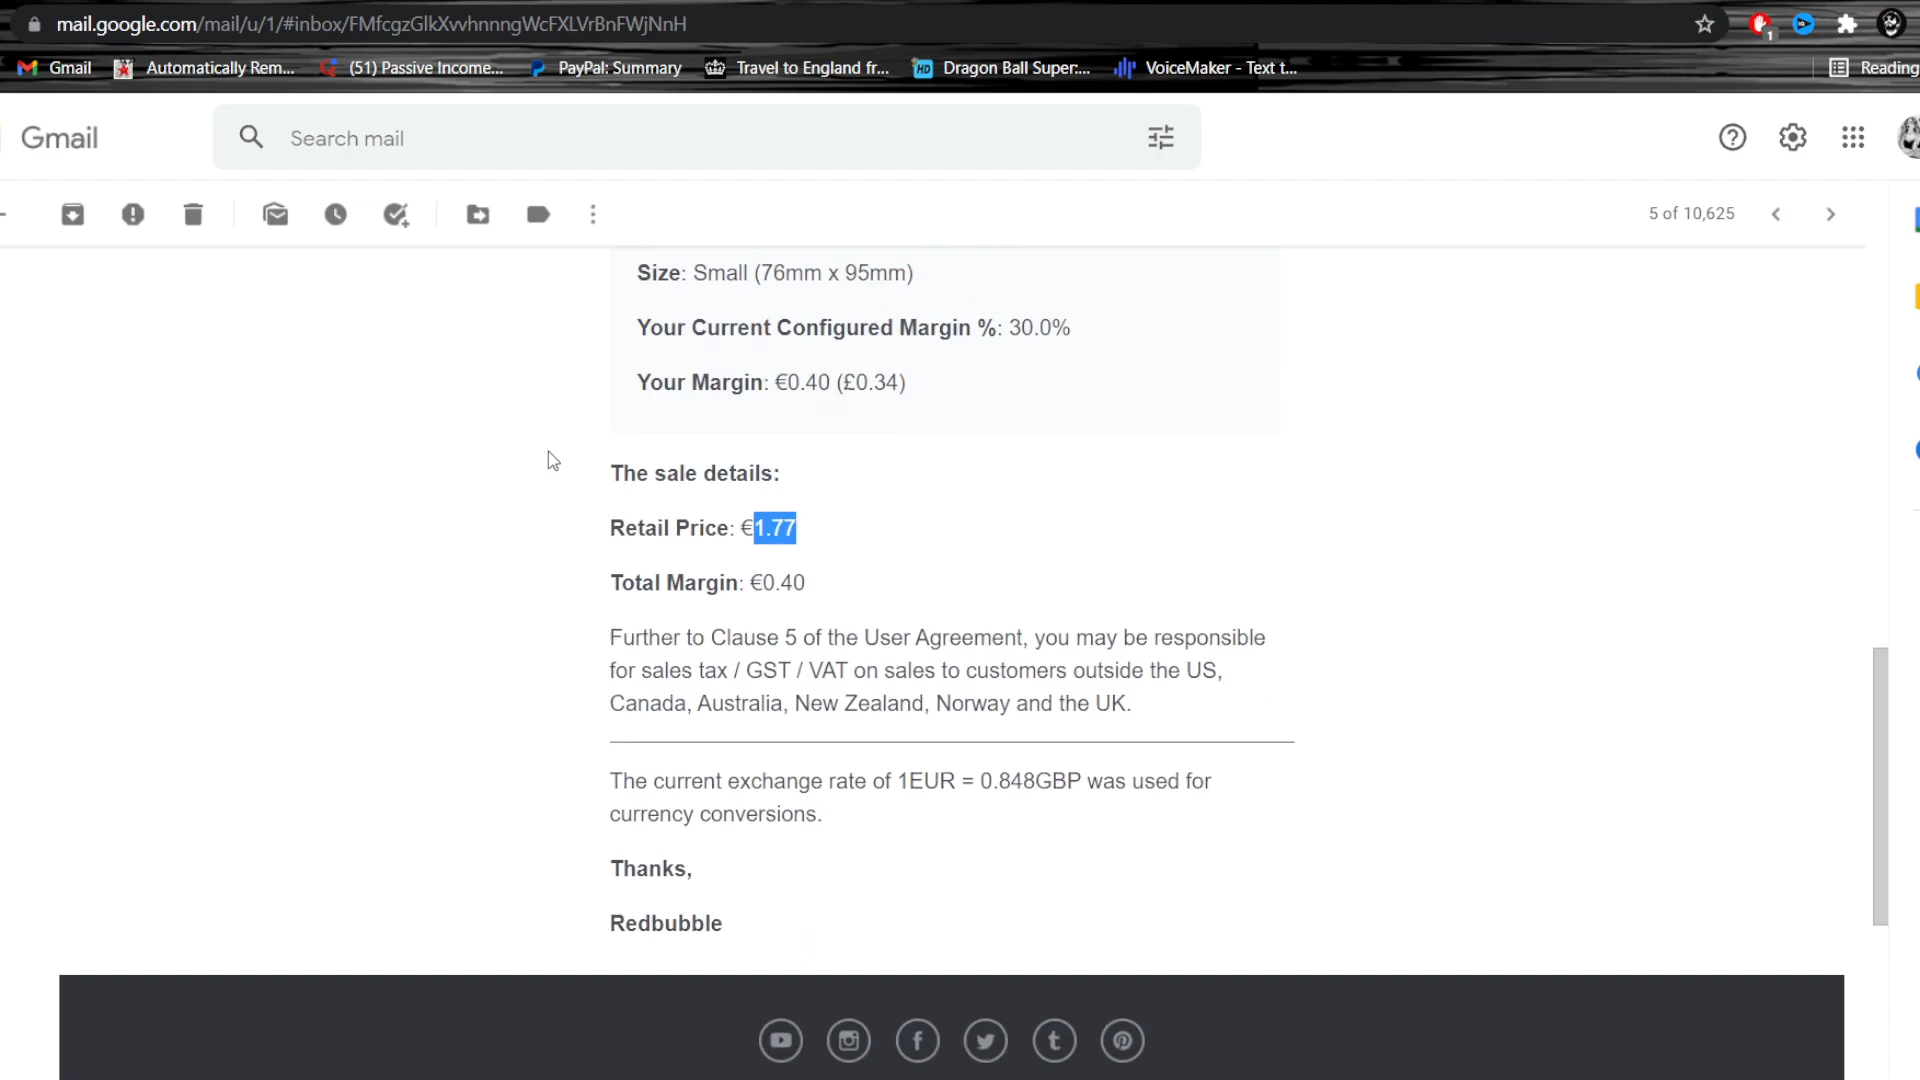 mail.google.com/mail/u/1/#inbox/FMfcgzGlkXvvhnnngWcFXLVrBnFWjNnH
1
Gmail
Automatically Rem...
(51) Passive Income...
PayPal: Summary
Travel to England fr...
HD
Dragon Ball Super:...
VoiceMaker - Text t...
Reading
Gmail
Search mail
5 of 10,625
Size: Small (76mm x 95mm)
Your Current Configured Margin %: 30.0%
Your Margin: €0.40 (£0.34)
The sale details:
Retail Price: €1.77
Total Margin: €0.40
Further to Clause 5 of the User Agreement, you may be responsible
for sales tax / GST / VAT on sales to customers outside the US,
Canada, Australia, New Zealand, Norway and the UK.
The current exchange rate of 1EUR = 0.848GBP was used for
currency conversions.
Thanks,
Redbubble